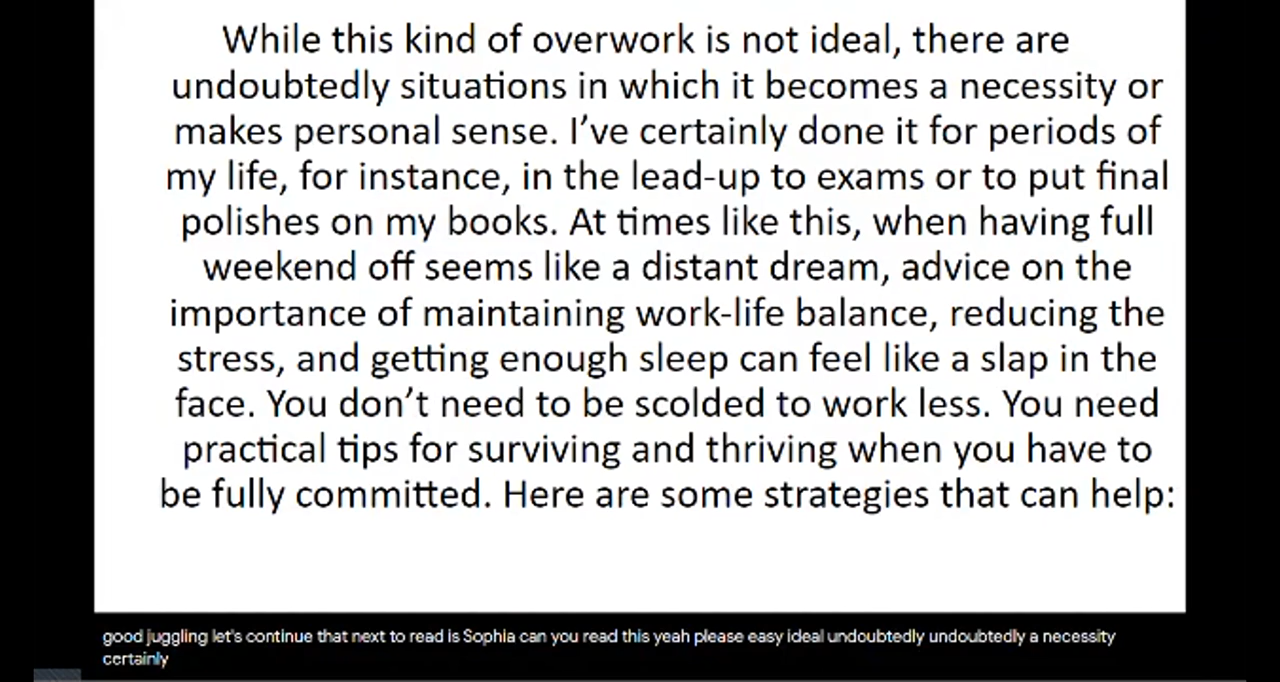 While this kind of overwork is not ideal, there are
undoubtedly situations in which it becomes a necessity or
makes personal sense. I’ve certainly done it for periods of
my life, for instance, in the lead-up to exams or to put final
polishes on my books. At times like this, when having full
weekend off seems like a distant dream, advice on the
importance of maintaining work-life balance, reducing the
stress, and getting enough sleep can feel like a slap in the
face. You don’t need to be scolded to work less. You need
practical tips for surviving and thriving when you have to
be fully committed. Here are some strategies that can help:
good juggling let's continue that next to read is Sophia can you read this yeah please easy ideal undoubtedly undoubtedly a necessity
certainly